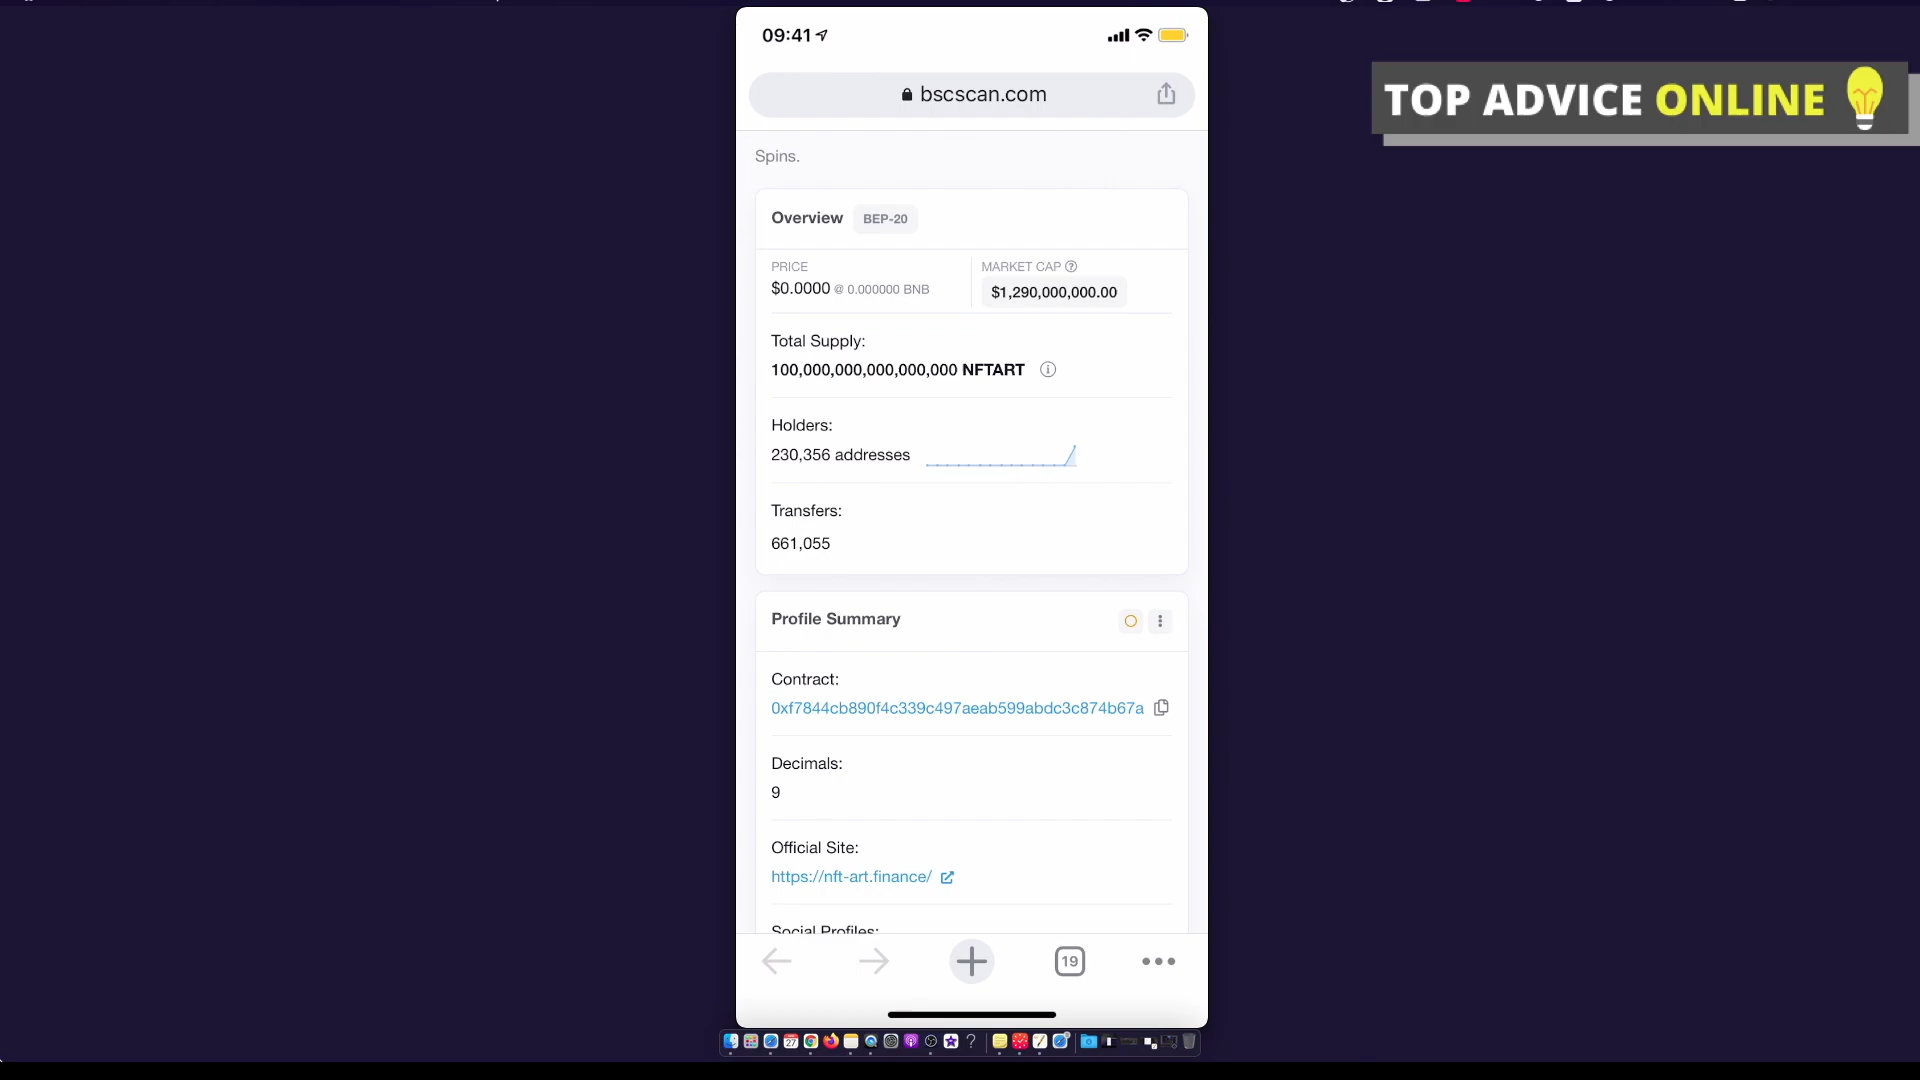 09:41
bscscan.com
TOP ADVICE ONLINE
Spins.
Overview BEP-20
PRICE MARKET CAP
$0.0000 @ 0.000000 BNB $1,290,000,000.00
Total Supply:
100,000,000,000,000,000 NFTART
Holders:
230,356 addresses
Transfers:
661,055
Profile Summary
Contract:
0xf7844cb890f4c339c497aeab599abdc3c874b67a
Decimals:
9
Official Site:
https://nft-art.finance/
Social Profiles:
19
27